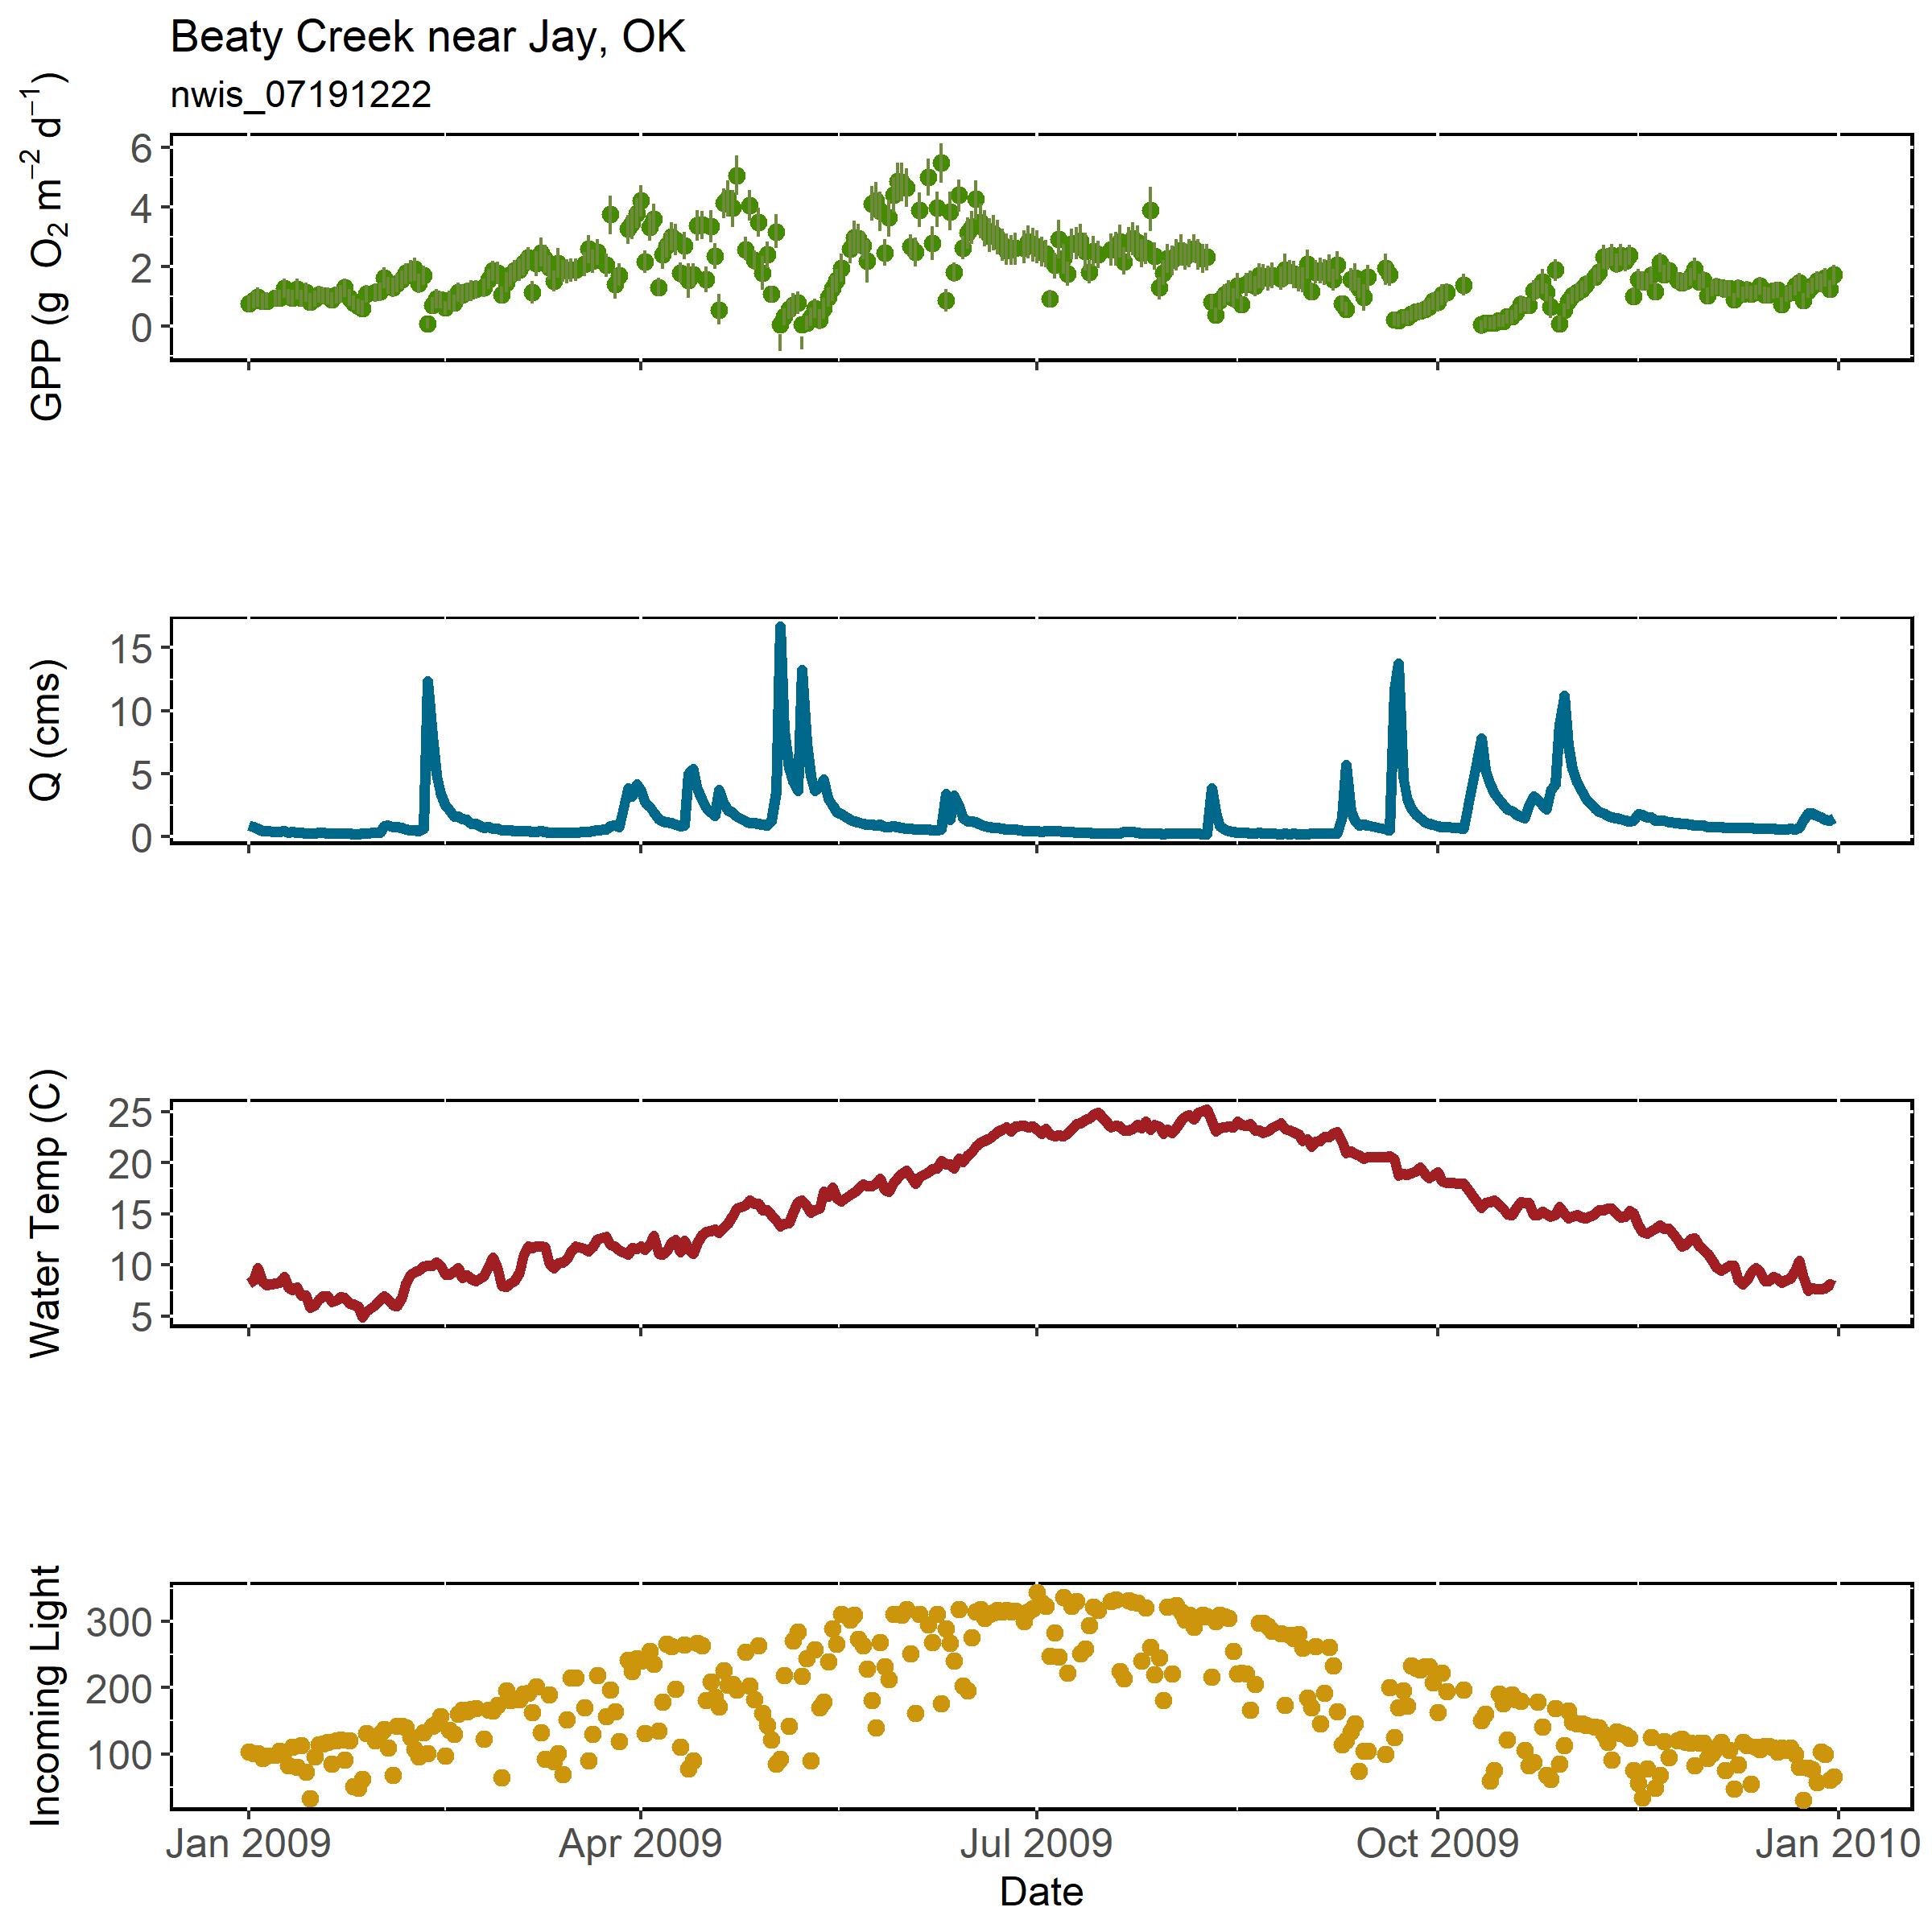 Beaty Creek near Jay, OK
nwis_07191222
GPP (g O₂ m⁻² d⁻¹)
6
4
2
0
Q (cms)
15
10
5
0
Water Temp (C)
25
20
15
10
5
Incoming Light
300
200
100
Jan 2009 Apr 2009 Jul 2009 Oct 2009 Jan 2010
Date